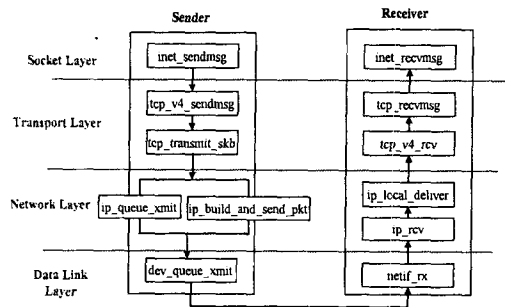 Sender
Receiver
Socket Layer
inet_sendmsg
inet_recvmsg
Transport Layer
tcp_v4_sendmsg
tcp_recvmsg
tcp_transmit_skb
tcp_v4_rcv
Network Layer
ip_queue_xmit
ip_build_and_send_pkt
ip_local_deliver
ip_rcv
Data Link
Layer
dev_queue_xmit
netif_rx